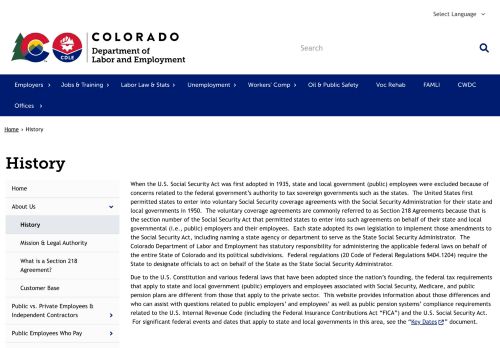 Select Language
COLORADO
Department of
Labor and Employment
CDLE
Search
Employers Jobs & Training Labor Law & Stats Unemployment Workers' Comp Oil & Public Safety Voc Rehab FAMLI CWDC
Offices
Home › History
History
Home
About Us
History
Mission & Legal Authority
What is a Section 218
Agreement?
Customer Base
Public vs. Private Employees &
Independent Contractors
Public Employees Who Pay
When the U.S. Social Security Act was first adopted in 1935, state and local government (public) employees were excluded because of
concerns related to the federal government's authority to tax sovereign governments such as the states. The United States first
permitted states to enter into voluntary Social Security coverage agreements with the Social Security Administration for their state and
local governments in 1950. The voluntary coverage agreements are commonly referred to as Section 218 Agreements because that is
the section number of the Social Security Act that permitted states to enter into such agreements on behalf of their state and local
governmental (i.e., public) employers and their employees. Each state adopted its own legislation to implement those amendments to
the Social Security Act, including naming a state agency or department to serve as the State Social Security Administrator. The
Colorado Department of Labor and Employment has statutory responsibility for administering the applicable federal laws on behalf of
the entire State of Colorado and its political subdivisions. Federal regulations (20 Code of Federal Regulations §404.1204) require the
State to designate officials to act on behalf of the State as the State Social Security Administrator.
Due to the U.S. Constitution and various federal laws that have been adopted since the nation's founding, the federal tax requirements
that apply to state and local government (public) employers and employees associated with Social Security, Medicare, and public
pension plans are different from those that apply to the private sector. This website provides information about those differences and
who can assist with questions related to public employers' and employees' as well as public pension systems' compliance requirements
related to the U.S. Internal Revenue Code (including the Federal Insurance Contributions Act "FICA") and the U.S. Social Security Act.
For significant federal events and dates that apply to state and local governments in this area, see the "Key Dates" document.